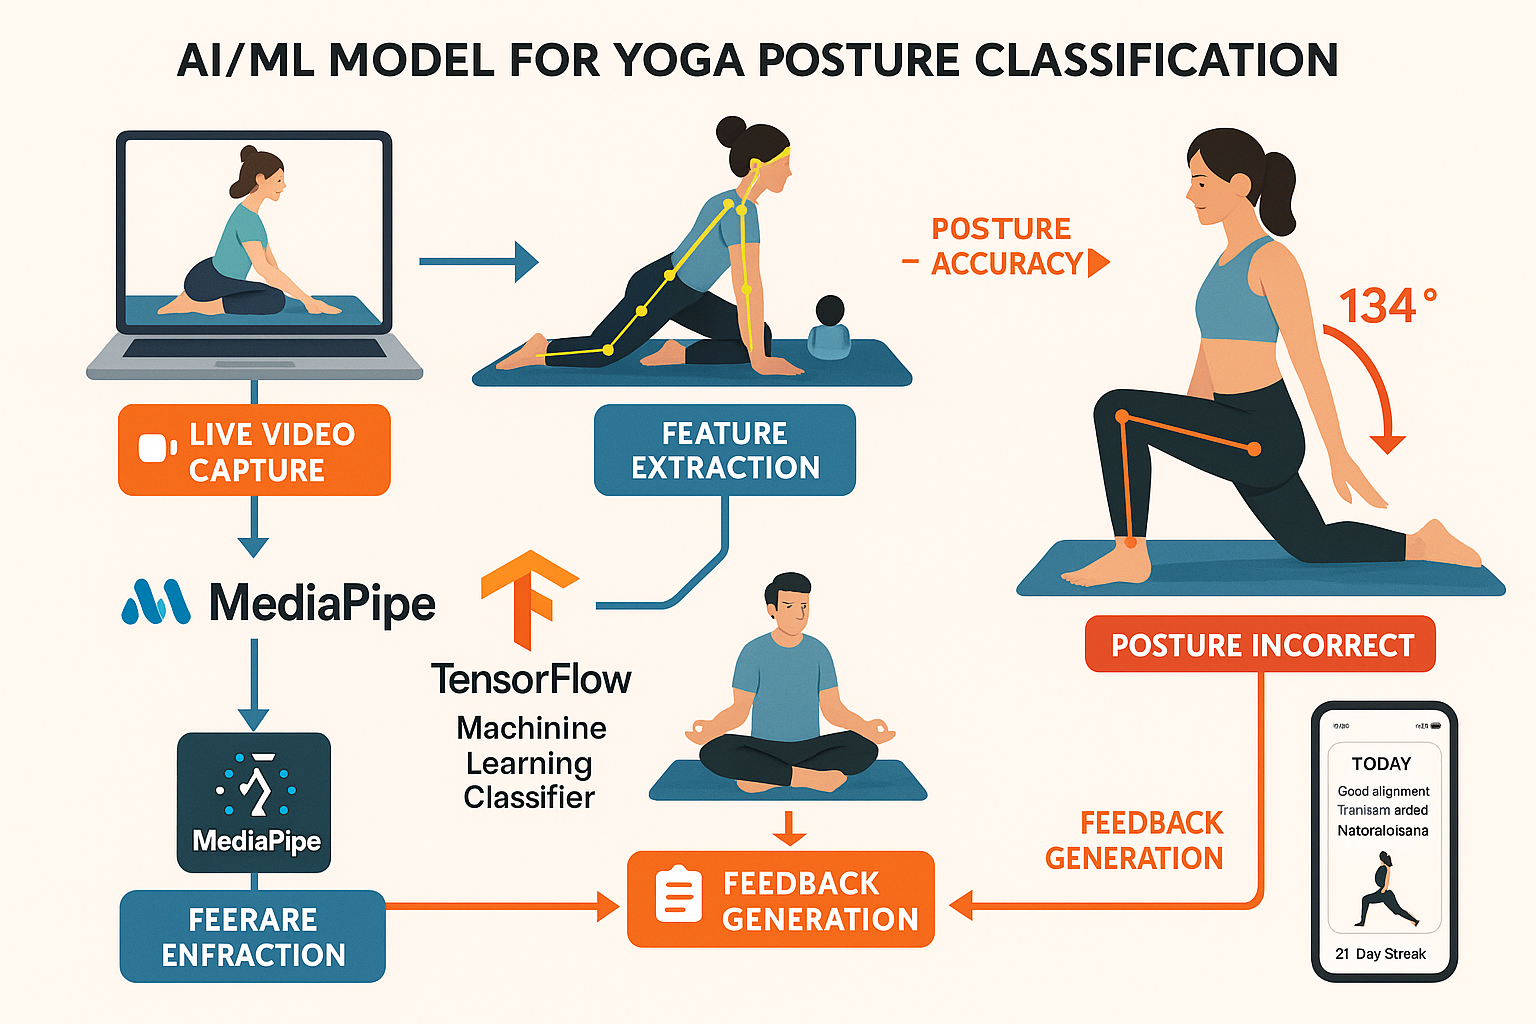 AI/ML MODEL FOR YOGA POSTURE CLASSIFICATION
POSTURE
– ACCURACY
134°
LIVE VIDEO
CAPTURE
FEATURE
EXTRACTION
MediaPipe
TensorFlow
Machinine
Learning
Classifier
POSTURE INCORRECT
MediaPipe
FEERARE
ENFRACTION
FEEDBACK
GENERATION
FEEDBACK
GENERATION
TODAY
Good alignment
Tranisam arded
Natoraloisana
21 Day Streak